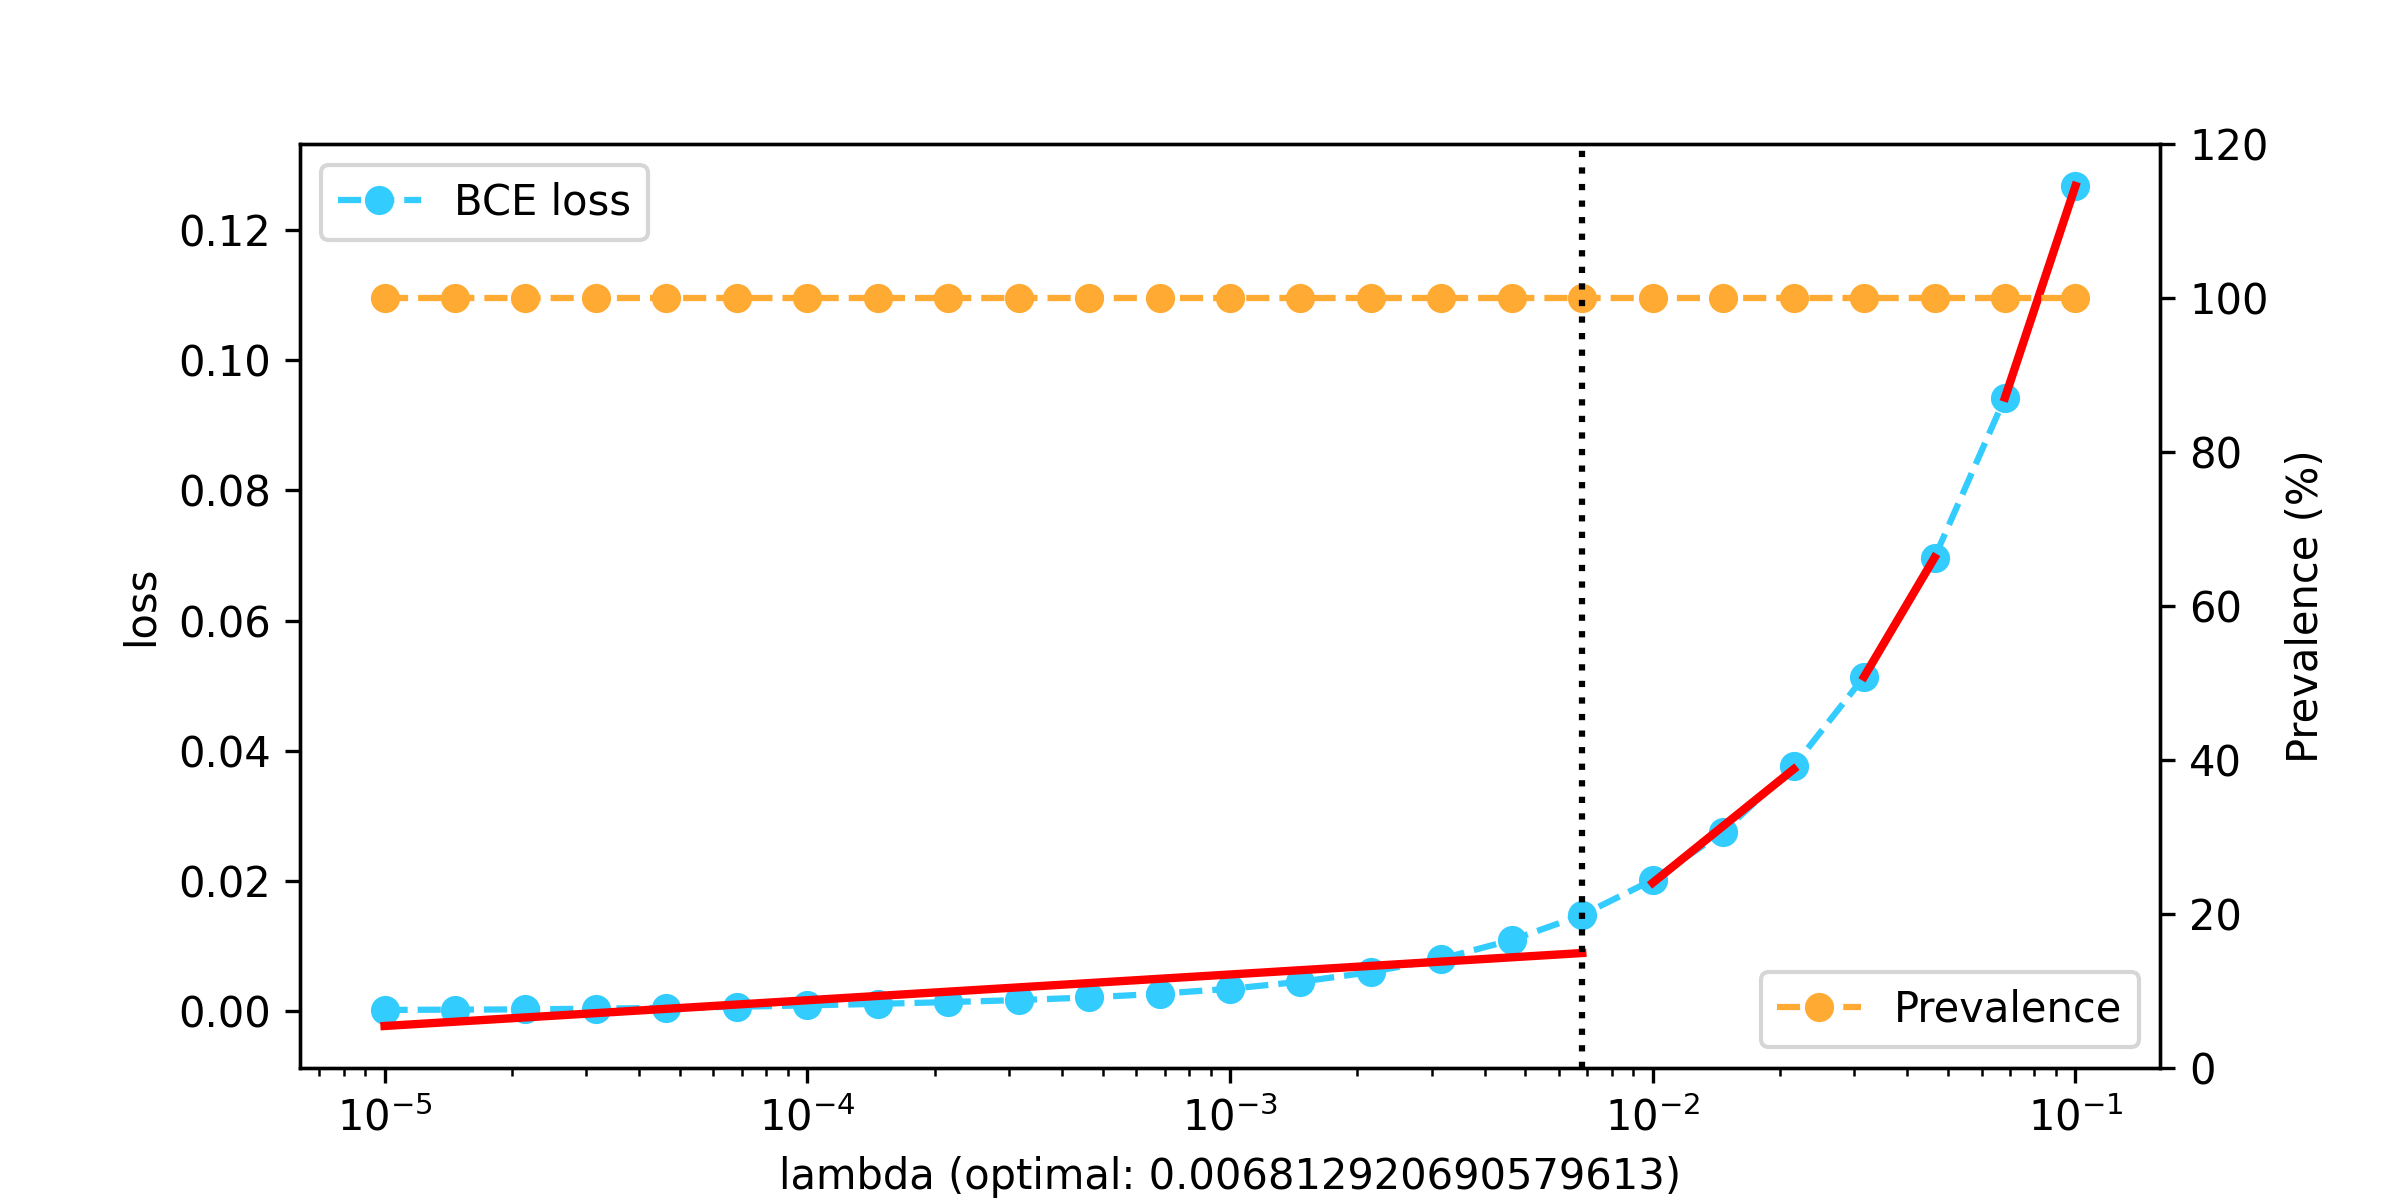 BCE loss
0.12
0.10
0.08
0.06
0.04
0.02
0.00
loss
120
100
80
60
40
20
0
Prevalence (%)
Prevalence
10⁻⁵ 10⁻⁴ 10⁻³ 10⁻² 10⁻¹
lambda (optimal: 0.006812920690579613)